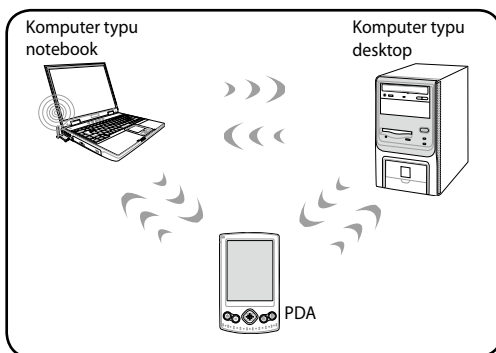 Komputer typu
notebook
Komputer typu
desktop
PDA